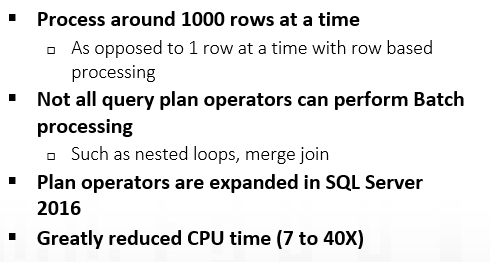 Process around 1000 rows at a time
As opposed to 1 row at a time with row based
processing
Not all query plan operators can perform Batch
processing
Such as nested loops, merge join
Plan operators are expanded in SQL Server
2016
Greatly reduced CPU time (7 to 40X)